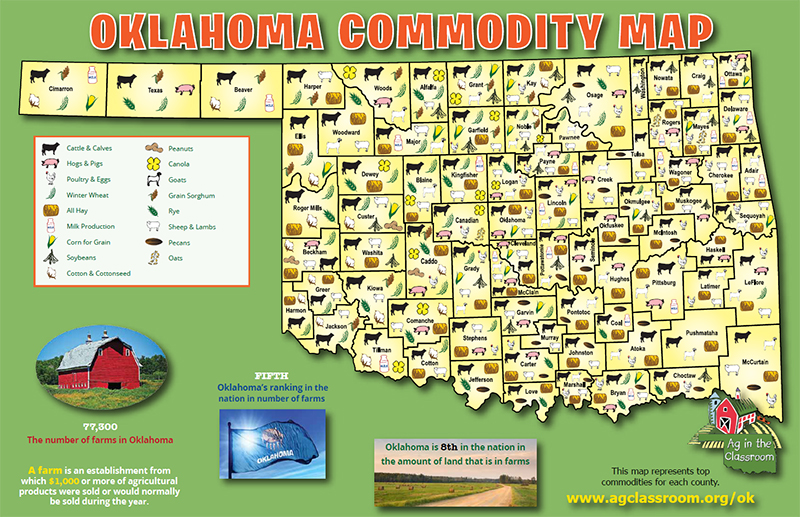 OKLAHOMA COMMODITY MAP
Cimarron
Texas
Beaver
Harper
Woods
Alfalfa
Grant
Kay
Osage
Washington
Nowata
Craig
Ottawa
Ellis
Woodward
Major
Garfield
Noble
Pawnee
Rogers
Mayes
Delaware
Dewey
Blaine
Kingfisher
Logan
Payne
Creek
Tulsa
Wagoner
Cherokee
Adair
Roger Mills
Custer
Canadian
Oklahoma
Lincoln
Okfuskee
Okmulgee
Muskogee
Sequoyah
Beckham
Washita
Caddo
Grady
Cleveland
Pottawatomie
Seminole
Hughes
McIntosh
Haskell
Pittsburg
Latimer
LeFlore
Greer
Kiowa
McClain
Harmon
Jackson
Comanche
Stephens
Garvin
Pontotoc
Coal
Pushmataha
McCurtain
Tillman
Cotton
Jefferson
Murray
Carter
Johnston
Atoka
Love
Marshall
Bryan
Choctaw
Cattle & Calves
Hogs & Pigs
Poultry & Eggs
Winter Wheat
All Hay
Milk Production
Corn for Grain
Soybeans
Cotton & Cottonseed
Peanuts
Canola
Goats
Grain Sorghum
Rye
Sheep & Lambs
Pecans
Oats
77,300
The number of farms in Oklahoma
A farm is an establishment from
which $1,000 or more of agricultural
products were sold or would normally
be sold during the year.
FIFTH
Oklahoma's ranking in the
nation in number of farms
OKLAHOMA
Oklahoma is 8th in the nation in
the amount of land that is in farms
Ag in the
Classroom
This map represents top
commodities for each county.
www.agclassroom.org/ok